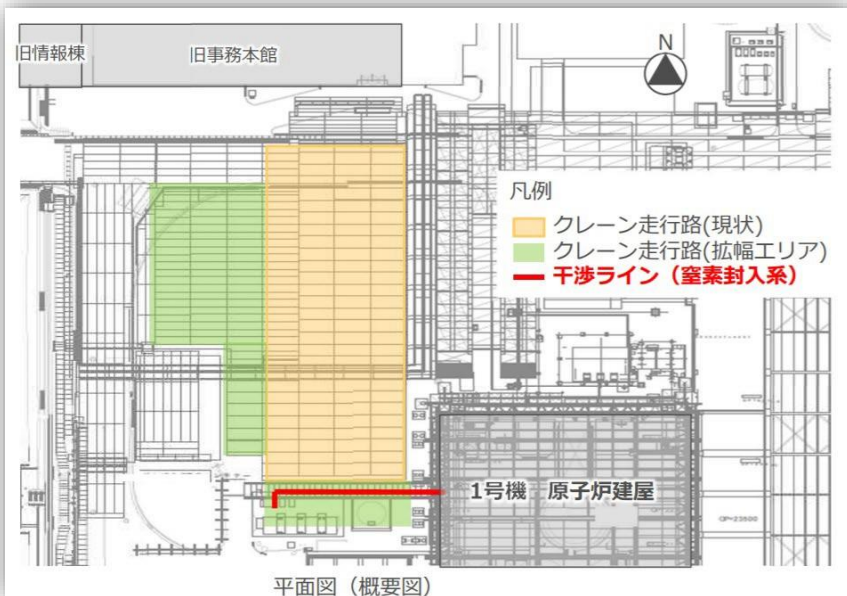 旧情報棟
旧事務本館
N
凡例
クレーン走行路(現状)
クレーン走行路(拡幅エリア)
干渉ライン（窒素封入系）
1号機　原子炉建屋
平面図（概要図）